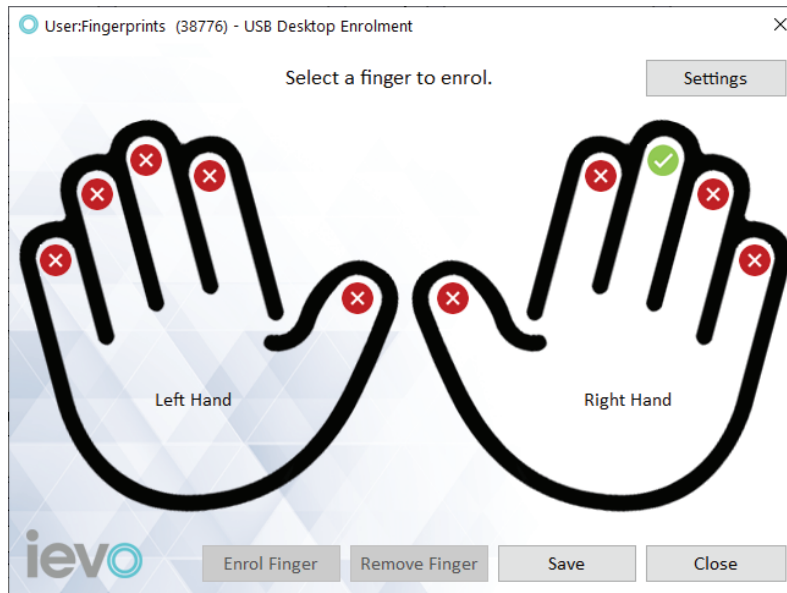 User:Fingerprints (38776) - USB Desktop Enrolment
Select a finger to enrol.
Settings
Left Hand
Right Hand
ievo
Enrol Finger
Remove Finger
Save
Close